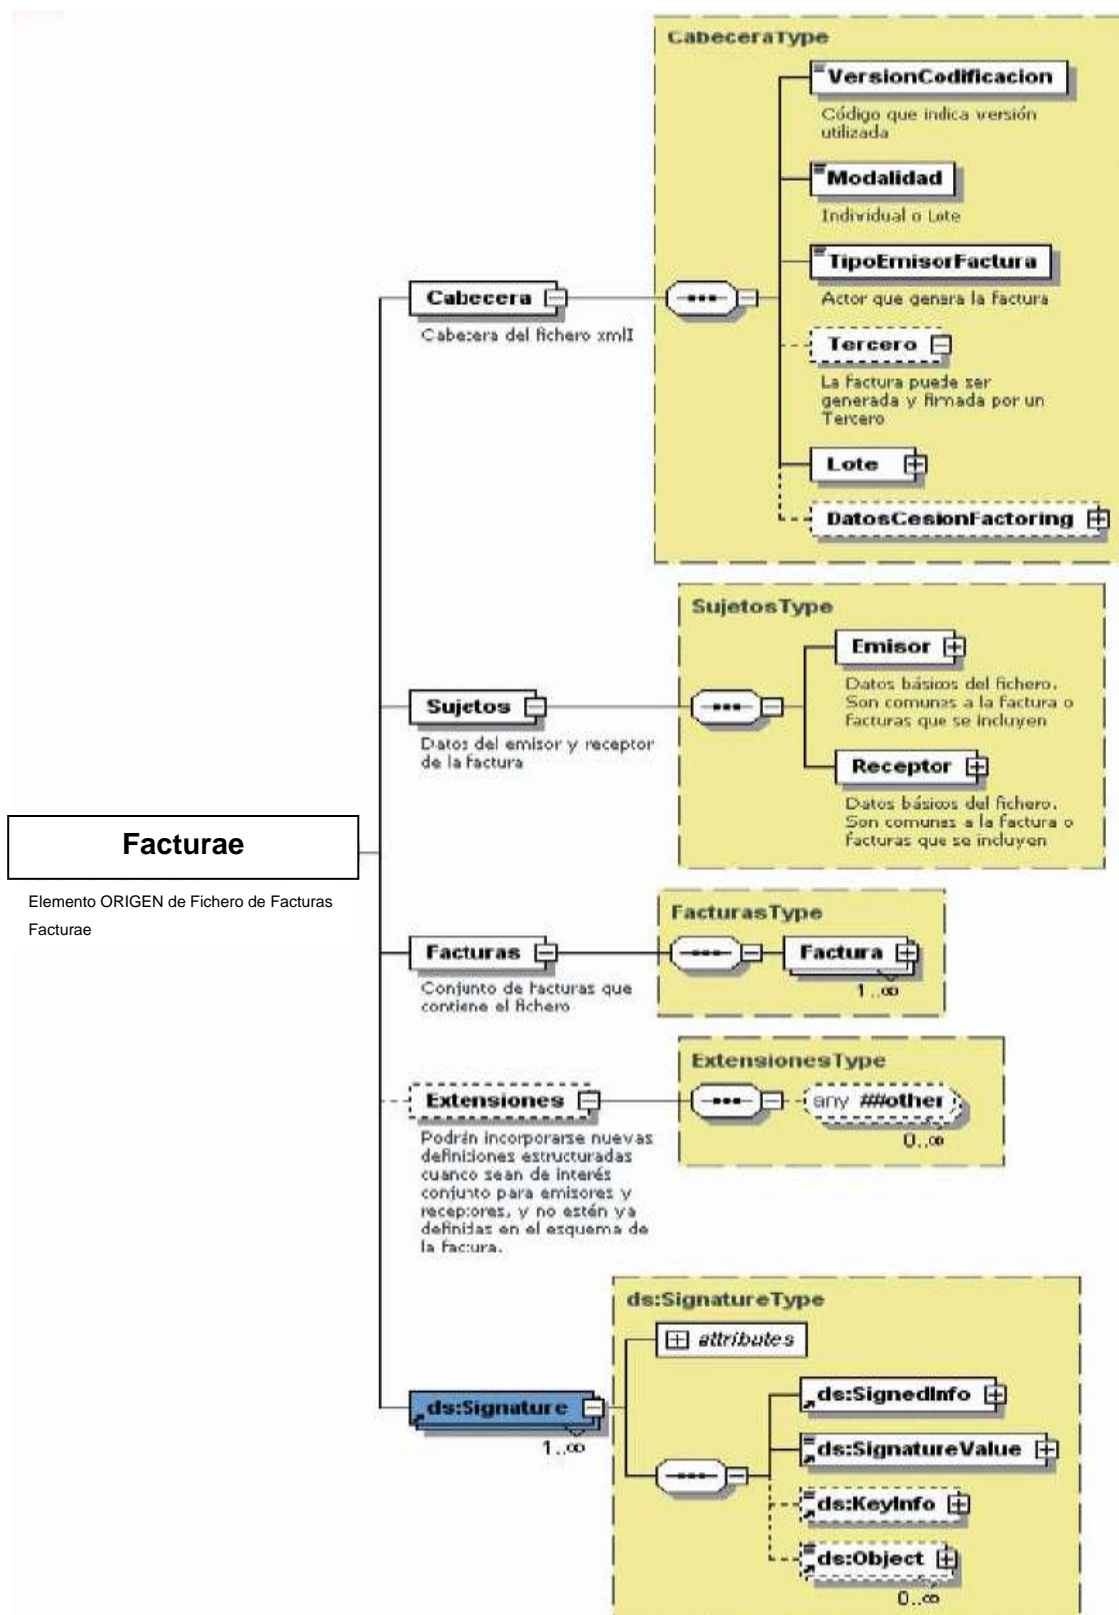 CabeceraType
VersionCodificacion
Código que indica versión
utilizada
Modalidad
Individual o Lote
TipoEmisorFactura
Actor que genera la factura
Cabecera
Cabecera del fichero xmlI
Tercero
La factura puede ser
generada y firmada por un
Tercero
Lote
DatosCesionFactoring
SujetosType
Emisor
Datos básicos del fichero.
Son comunes a la factura o
facturas que se incluyen
Sujetos
Datos del emisor y receptor
de la factura
Receptor
Datos básicos del fichero.
Son comunes a la factura o
facturas que se incluyen
Facturae
Elemento ORIGEN de Fichero de Facturas
Facturae
FacturasType
Facturas
Conjunto de facturas que
contiene el fichero
Factura
1..∞
ExtensionesType
Extensiones
any ##other
0..∞
Podrán incorporarse nuevas
definiciones estructuradas
cuando sean de interés
conjunto para emisores y
receptores, y no estén ya
definidas en el esquema de
la factura.
ds:SignatureType
attributes
ds:Signature
1..∞
ds:SignedInfo
ds:SignatureValue
ds:KeyInfo
ds:Object
0..∞